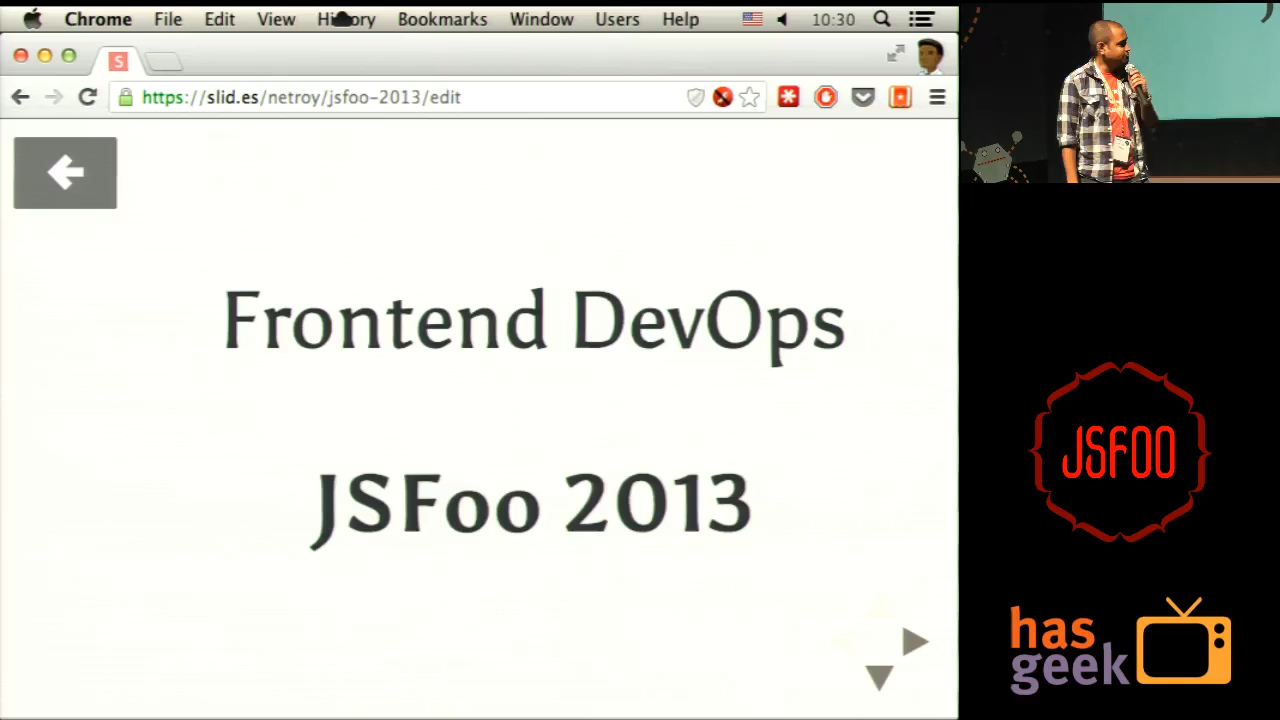 Chrome File Edit View History Bookmarks Window Users Help 10:30
S
https://slid.es/netroy/jsfoo-2013/edit
Frontend DevOps
JSFoo 2013
JSFOO
has
geek